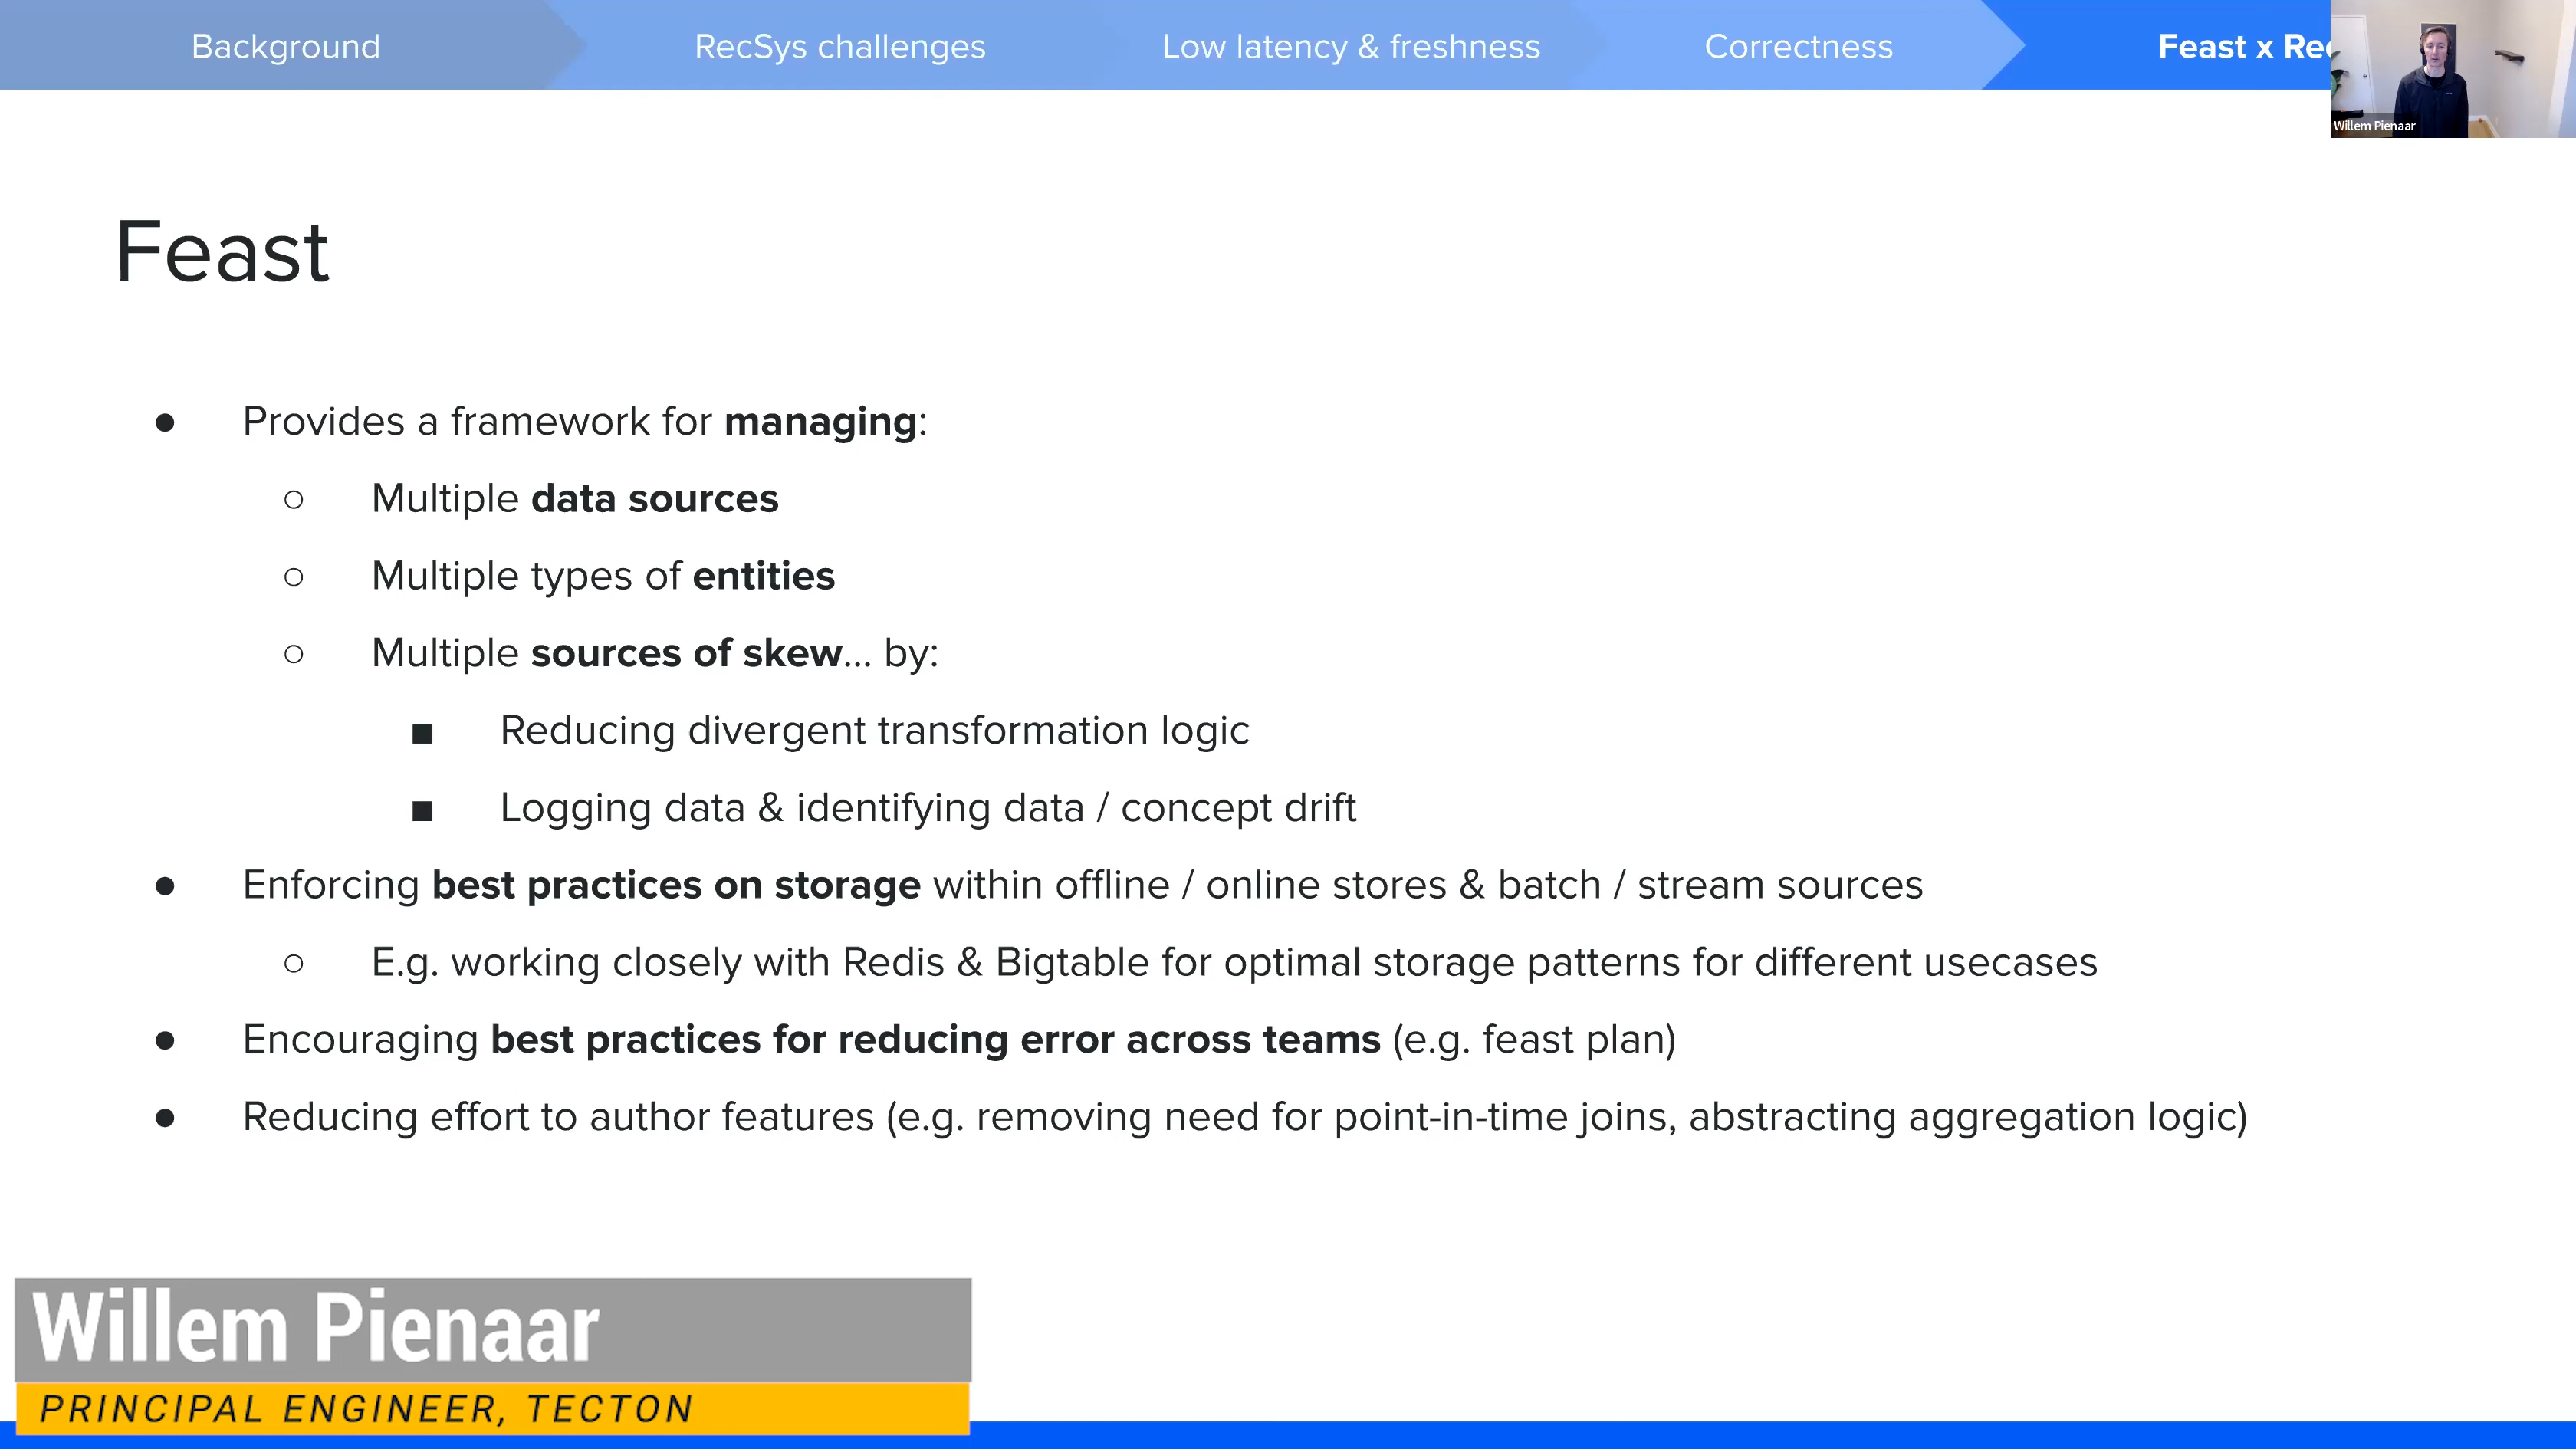 Background
RecSys challenges
Low latency & freshness
Correctness
Feast x
Willem Pienaar
Feast
● Provides a framework for managing:
○ Multiple data sources
○ Multiple types of entities
○ Multiple sources of skew... by:
■ Reducing divergent transformation logic
■ Logging data & identifying data / concept drift
● Enforcing best practices on storage within offline / online stores & batch / stream sources
○ E.g. working closely with Redis & Bigtable for optimal storage patterns for different usecases
● Encouraging best practices for reducing error across teams (e.g. feast plan)
● Reducing effort to author features (e.g. removing need for point-in-time joins, abstracting aggregation logic)
Willem Pienaar
PRINCIPAL ENGINEER, TECTON